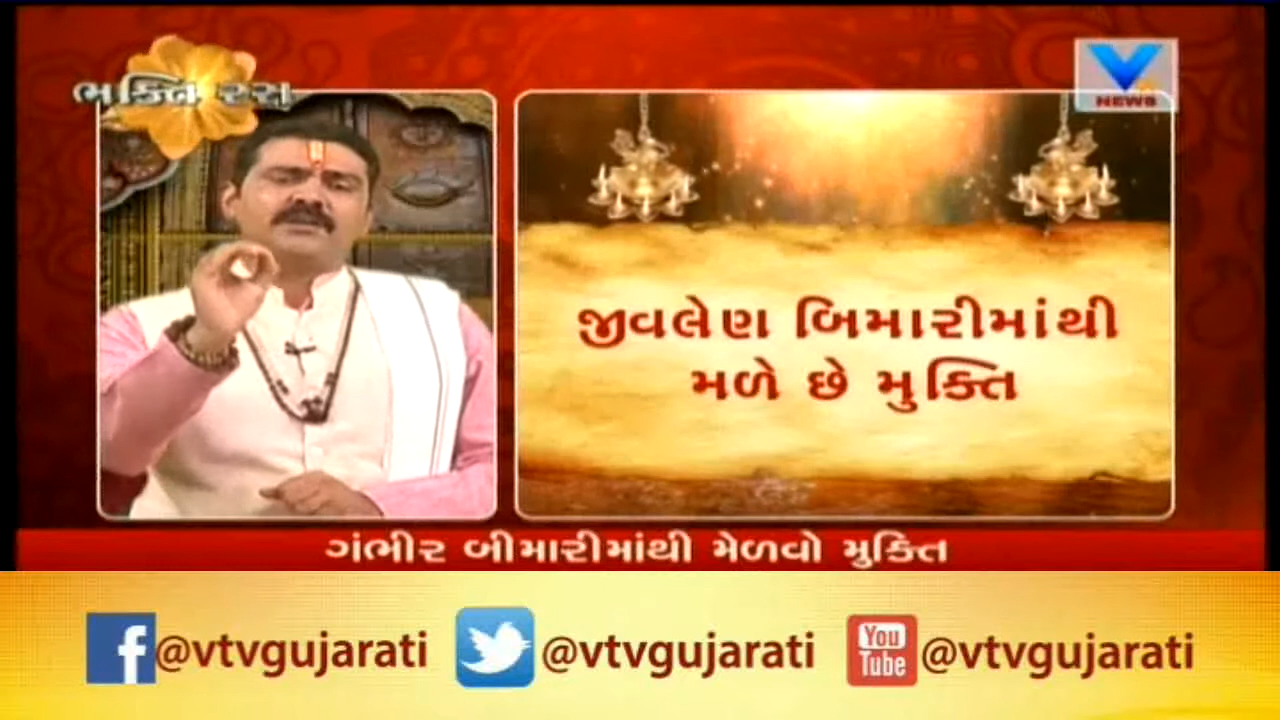 ભક્તિ રસ
NEWS
જીવલેણ બિમારીમાંથી
મળે છે મુક્તિ
ગંભીર બીમારીમાંથી મેળવો મુક્તિ
@vtvgujarati @vtvgujarati You Tube @vtvgujarati